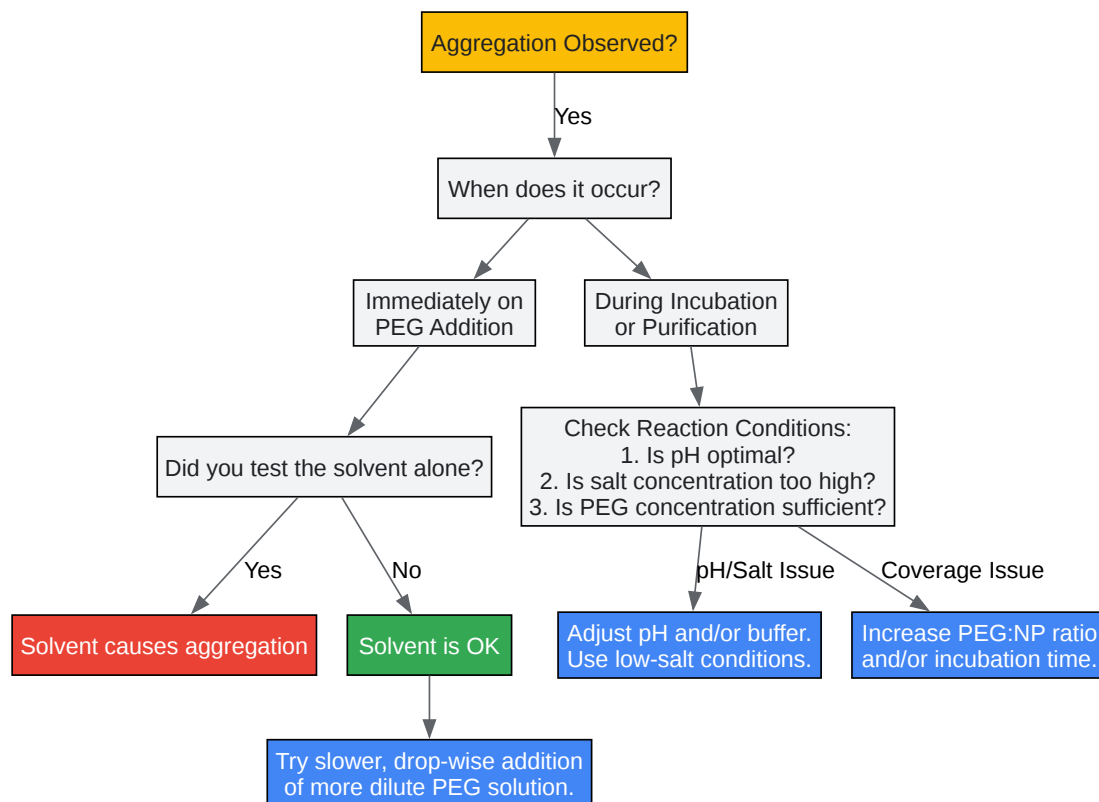 Aggregation Observed?
Yes
When does it occur?
Immediately on
PEG Addition
During Incubation
or Purification
Did you test the solvent alone?
Check Reaction Conditions:
1. Is pH optimal?
2. Is salt concentration too high?
3. Is PEG concentration sufficient?
Yes
No
pH/Salt Issue
Coverage Issue
Solvent causes aggregation
Solvent is OK
Adjust pH and/or buffer.
Use low-salt conditions.
Increase PEG:NP ratio
and/or incubation time.
Try slower, drop-wise addition
of more dilute PEG solution.